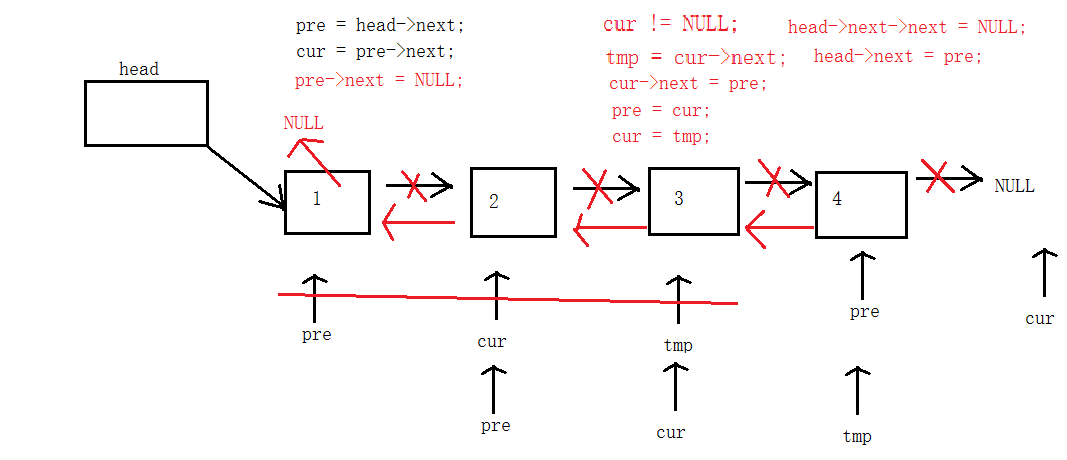 pre = head->next;
cur = pre->next;
pre->next = NULL;
cur != NULL;
tmp = cur->next;
cur->next = pre;
pre = cur;
cur = tmp;
head->next->next = NULL;
head->next = pre;
head
NULL
1
2
3
4
NULL
pre
cur
tmp
pre
cur
pre
cur
tmp